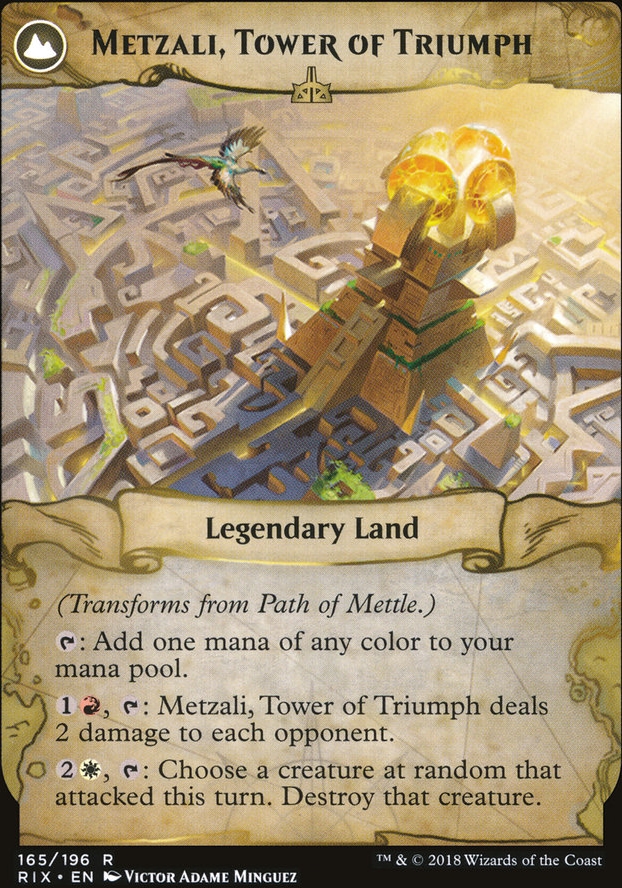 Metzali, Tower of Triumph
Legendary Land
(Transforms from Path of Mettle.)
: Add one mana of any color to your
mana pool.
1, : Metzali, Tower of Triumph deals
2 damage to each opponent.
2, : Choose a creature at random that
attacked this turn. Destroy that creature.
165/196 R
RIX • EN Victor Adame Minguez
™ & © 2018 Wizards of the Coast